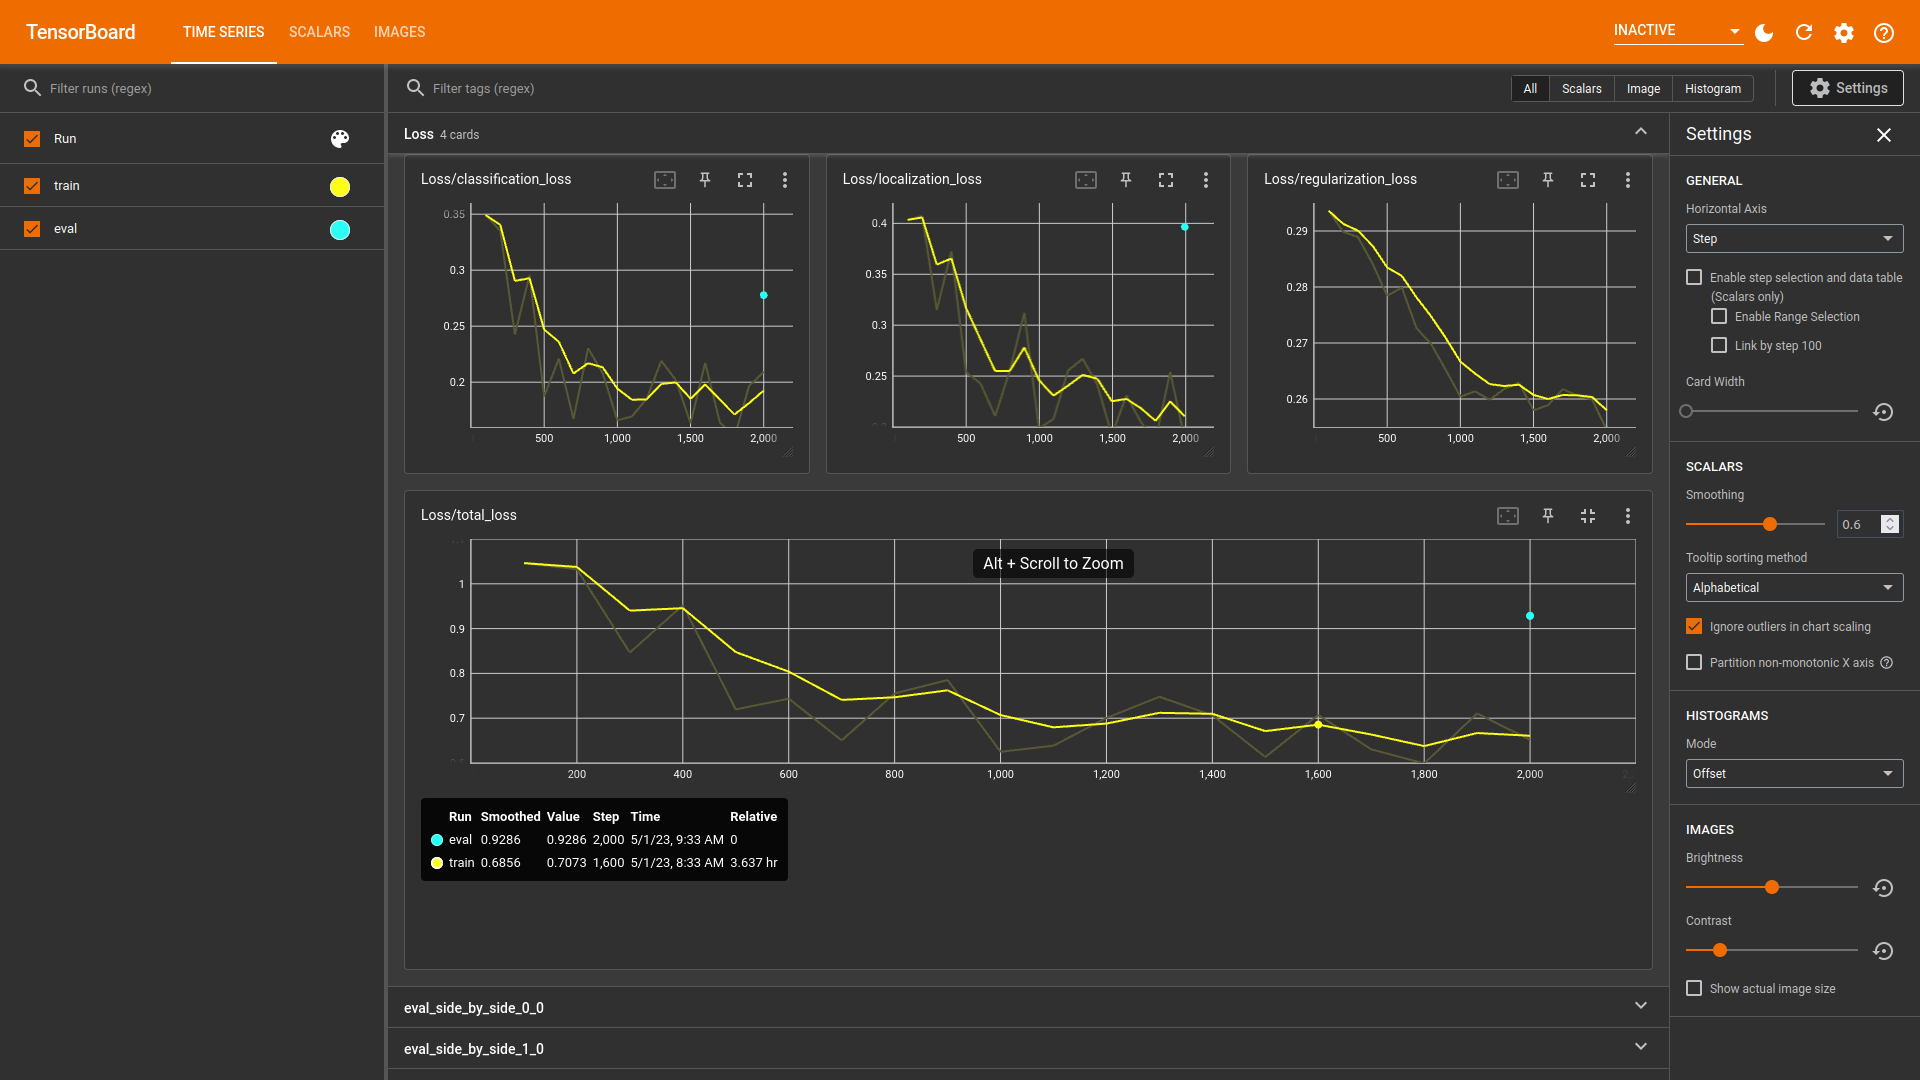 TensorBoard
TIME SERIES
SCALARS
IMAGES
INACTIVE
Filter runs (regex)
Run
train
eval
Filter tags (regex)
All
Scalars
Image
Histogram
Settings
Loss 4 cards
Loss/classification_loss
0.35
0.3
0.25
0.2
500 1,000 1,500 2,000
Loss/localization_loss
0.4
0.35
0.3
0.25
0.2
500 1,000 1,500 2,000
Loss/regularization_loss
0.29
0.28
0.27
0.26
500 1,000 1,500 2,000
Loss/total_loss
Alt + Scroll to Zoom
1
0.9
0.8
0.7
200 400 600 800 1,000 1,200 1,400 1,600 1,800 2,000
Run Smoothed Value Step Time Relative
eval 0.9286 0.9286 2,000 5/1/23, 9:33 AM 0
train 0.6856 0.7073 1,600 5/1/23, 8:33 AM 3.637 hr
eval_side_by_side_0_0
eval_side_by_side_1_0
Settings
GENERAL
Horizontal Axis
Step
Enable step selection and data table
(Scalars only)
Enable Range Selection
Link by step 100
Card Width
SCALARS
Smoothing
0.6
Tooltip sorting method
Alphabetical
Ignore outliers in chart scaling
Partition non-monotonic X axis
HISTOGRAMS
Mode
Offset
IMAGES
Brightness
Contrast
Show actual image size